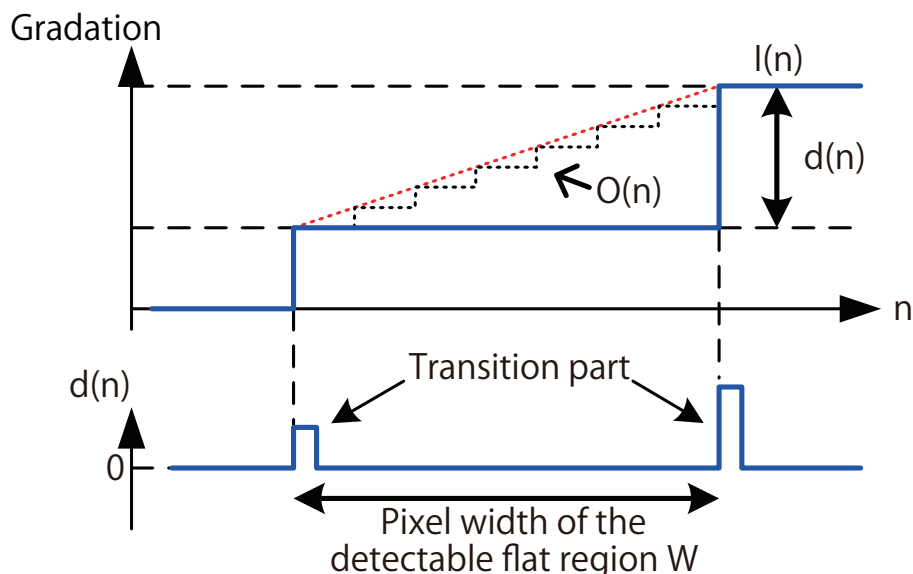 Gradation
I(n)
d(n)
O(n)
n
Transition part
d(n)
0
Pixel width of the
detectable flat region W